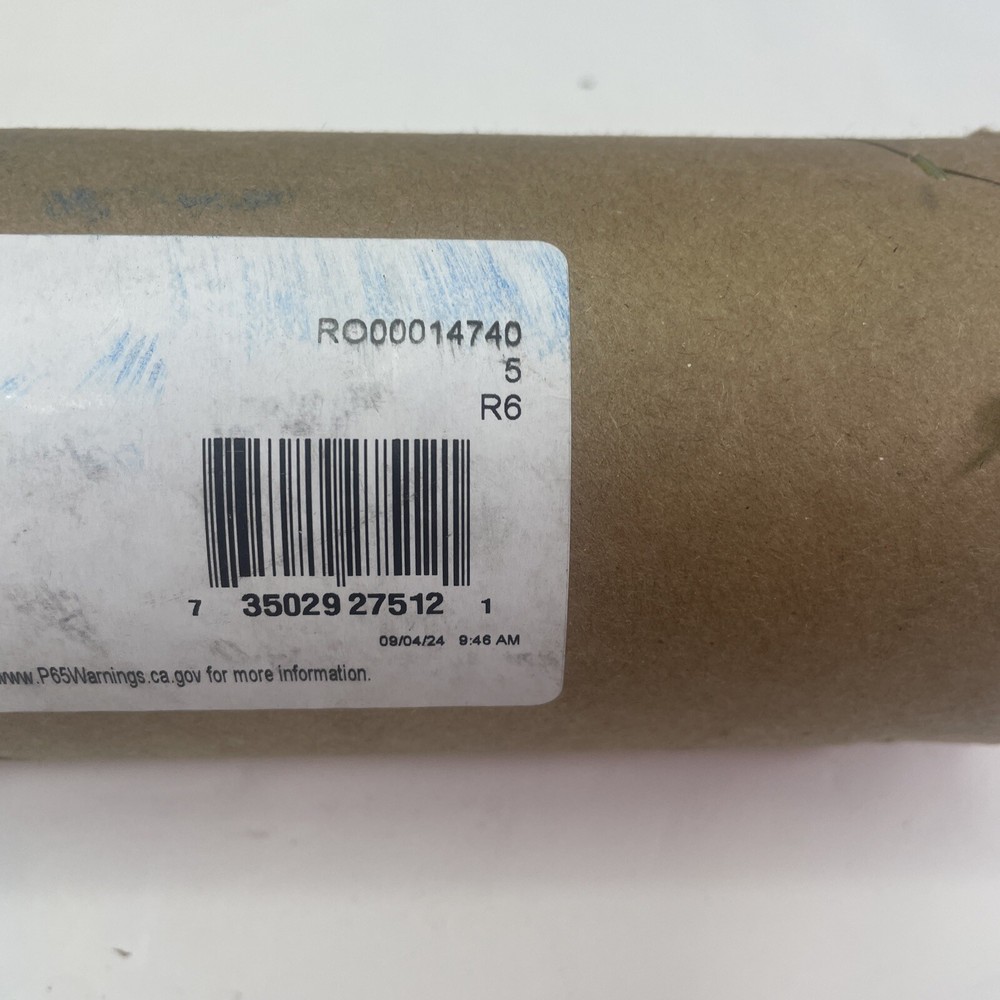 RO00014740
5
R6
7 35029 27512 1
09/04/24 9:46 AM
www.P65Warnings.ca.gov for more information.